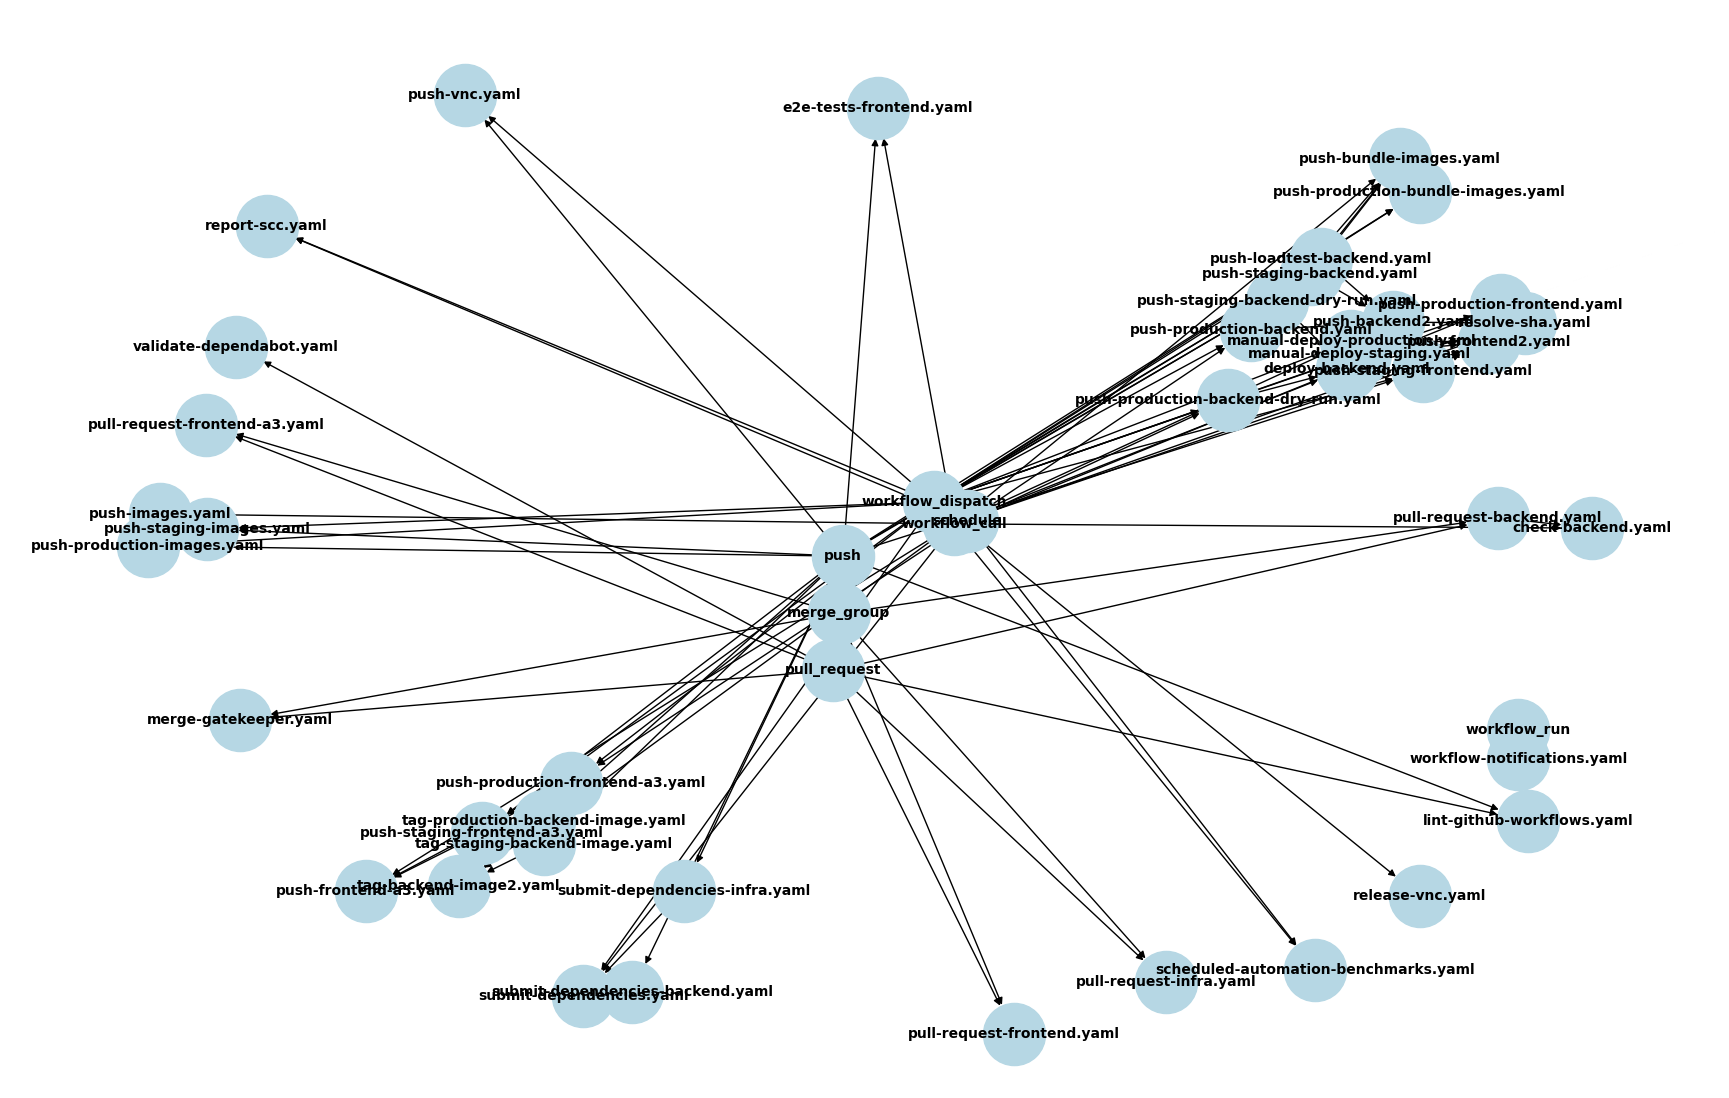 push-vnc.yaml
e2e-tests-frontend.yaml
push-bundle-images.yaml
push-production-bundle-images.yaml
report-scc.yaml
push-loadtest-backend.yaml
push-staging-backend.yaml
push-staging-backend-dry-run.yaml
push-production-frontend.yaml
push-backend2.yaml
resolve-sha.yaml
push-production-backend.yaml
manual-deploy-production.yaml
push-frontend2.yaml
validate-dependabot.yaml
manual-deploy-staging.yaml
deploy-backend.yaml
push-staging-frontend.yaml
push-production-backend-dry-run.yaml
pull-request-frontend-a3.yaml
workflow_dispatch
schedule
workflow_call
push-images.yaml
push-staging-images.yaml
push-production-images.yaml
pull-request-backend.yaml
check-backend.yaml
push
merge_group
pull_request
merge-gatekeeper.yaml
workflow_run
workflow-notifications.yaml
push-production-frontend-a3.yaml
tag-production-backend-image.yaml
push-staging-frontend-a3.yaml
tag-staging-backend-image.yaml
lint-github-workflows.yaml
tag-backend-image2.yaml
push-frontend-a3.yaml
submit-dependencies-infra.yaml
release-vnc.yaml
scheduled-automation-benchmarks.yaml
pull-request-infra.yaml
submit-dependencies-backend.yaml
submit-dependencies.yaml
pull-request-frontend.yaml